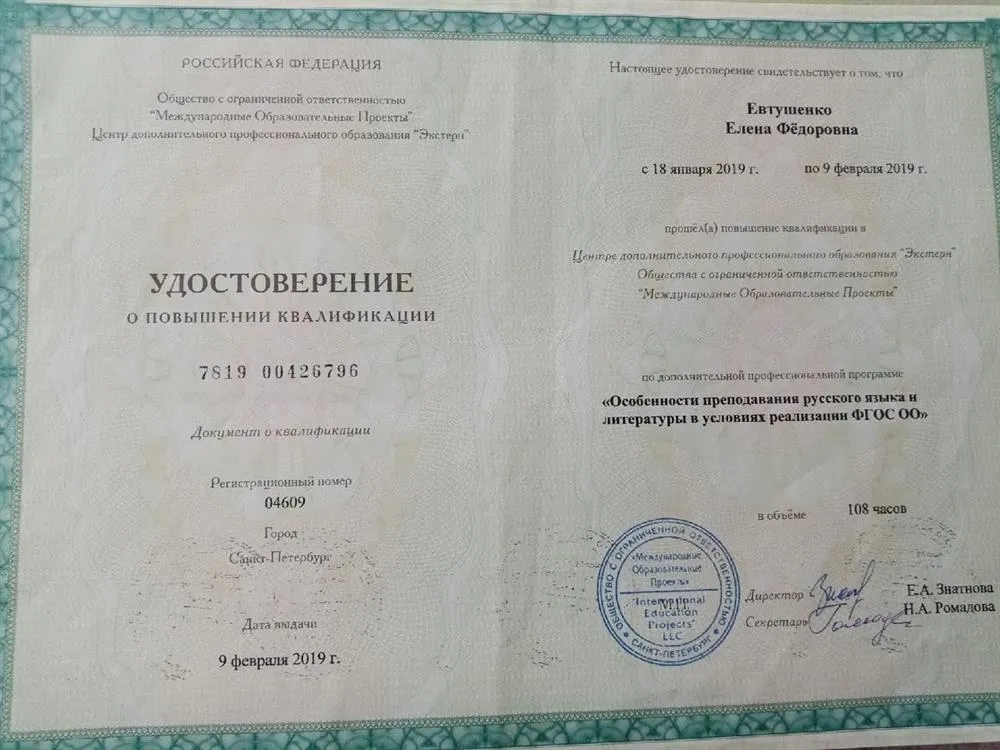 РОССИЙСКАЯ ФЕДЕРАЦИЯ
Общество с ограниченной ответственностью
"Международные Образовательные Проекты"
Центр дополнительного профессионального образования "Экстерн"
УДОСТОВЕРЕНИЕ
О ПОВЫШЕНИИ КВАЛИФИКАЦИИ
7819 00426796
Документ о квалификации
Регистрационный номер
04609
Город
Санкт-Петербург
Дата выдачи
9 февраля 2019 г.
Настоящее удостоверение свидетельствует о том, что
Евтушенко
Елена Фёдоровна
с 18 января 2019 г. по 9 февраля 2019 г.
прошёл(а) повышение квалификации в
Центре дополнительного профессионального образования "Экстерн"
Общества с ограниченной ответственностью
"Международные Образовательные Проекты"
по дополнительной профессиональной программе
«Особенности преподавания русского языка и
литературы в условиях реализации ФГОС ОО»
в объёме 108 часов
ОБЩЕСТВО С ОГРАНИЧЕННОЙ ОТВЕТСТВЕННОСТЬЮ
«Международные
Образовательные
Проекты»
М.П.
"International
Education
Projects"
LLC
САНКТ-ПЕТЕРБУРГ
Директор Е.А. Знатнова
Секретарь Н.А. Ромадова